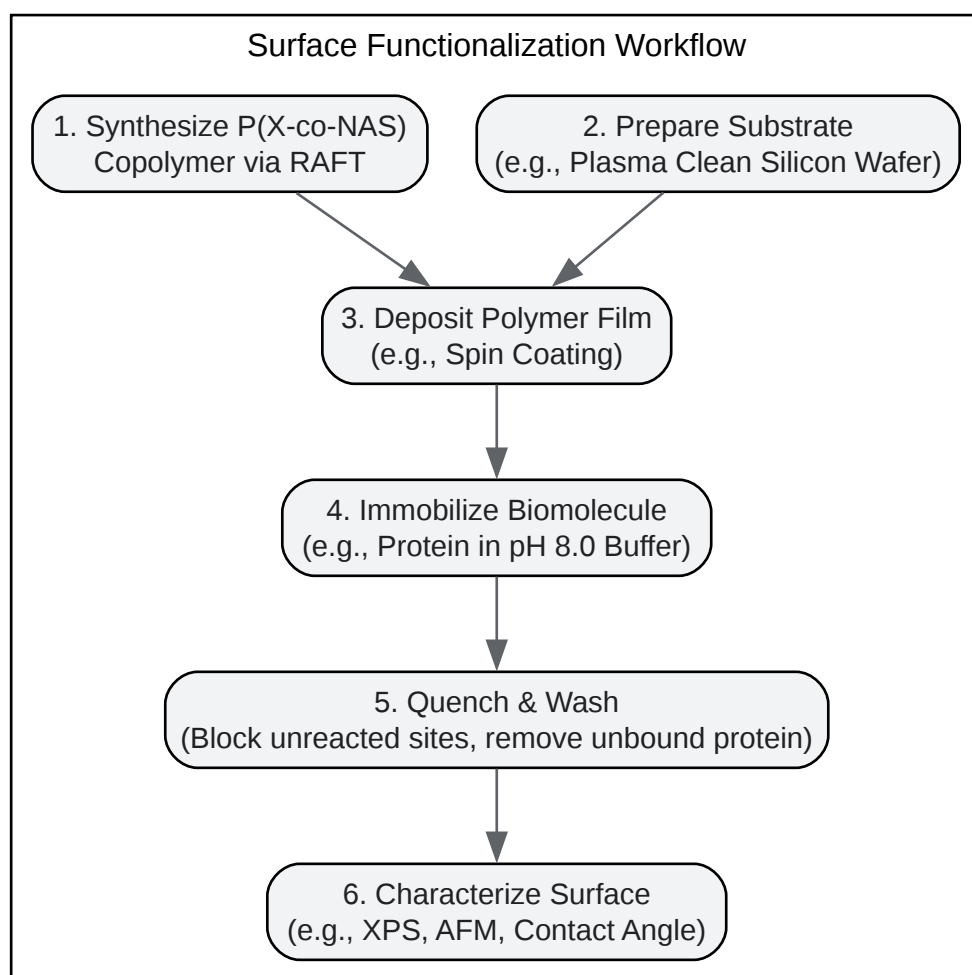 Surface Functionalization Workflow
1. Synthesize P(X-co-NAS)
Copolymer via RAFT
2. Prepare Substrate
(e.g., Plasma Clean Silicon Wafer)
3. Deposit Polymer Film
(e.g., Spin Coating)
4. Immobilize Biomolecule
(e.g., Protein in pH 8.0 Buffer)
5. Quench & Wash
(Block unreacted sites, remove unbound protein)
6. Characterize Surface
(e.g., XPS, AFM, Contact Angle)